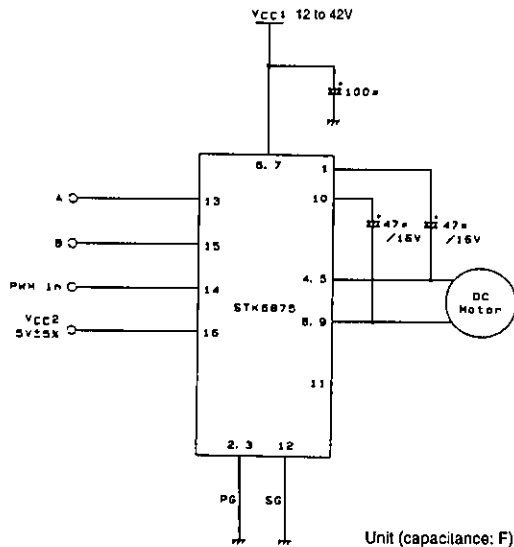 VCC1 12 to 42V
100μ
6, 7
1
10
A
13
47μ /16V
47μ /16V
B
15
PWM in
14
4, 5
DC Motor
STK6875
VCC2 5V±5%
16
8, 9
11
2, 3
12
PG
SG
Unit (capacitance: F)